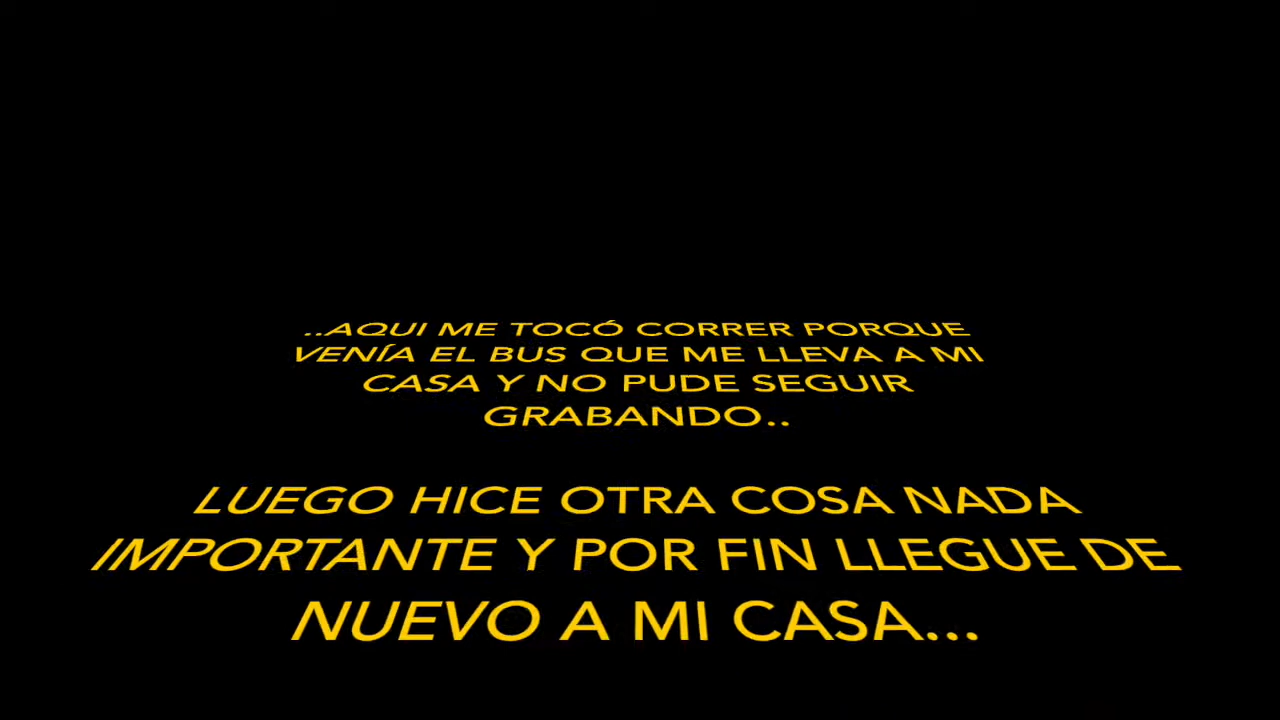 ..AQUI ME TOCÓ CORRER PORQUE
VENÍA EL BUS QUE ME LLEVA A MI
CASA Y NO PUDE SEGUIR
GRABANDO..
LUEGO HICE OTRA COSA NADA
IMPORTANTE Y POR FIN LLEGUE DE
NUEVO A MI CASA...